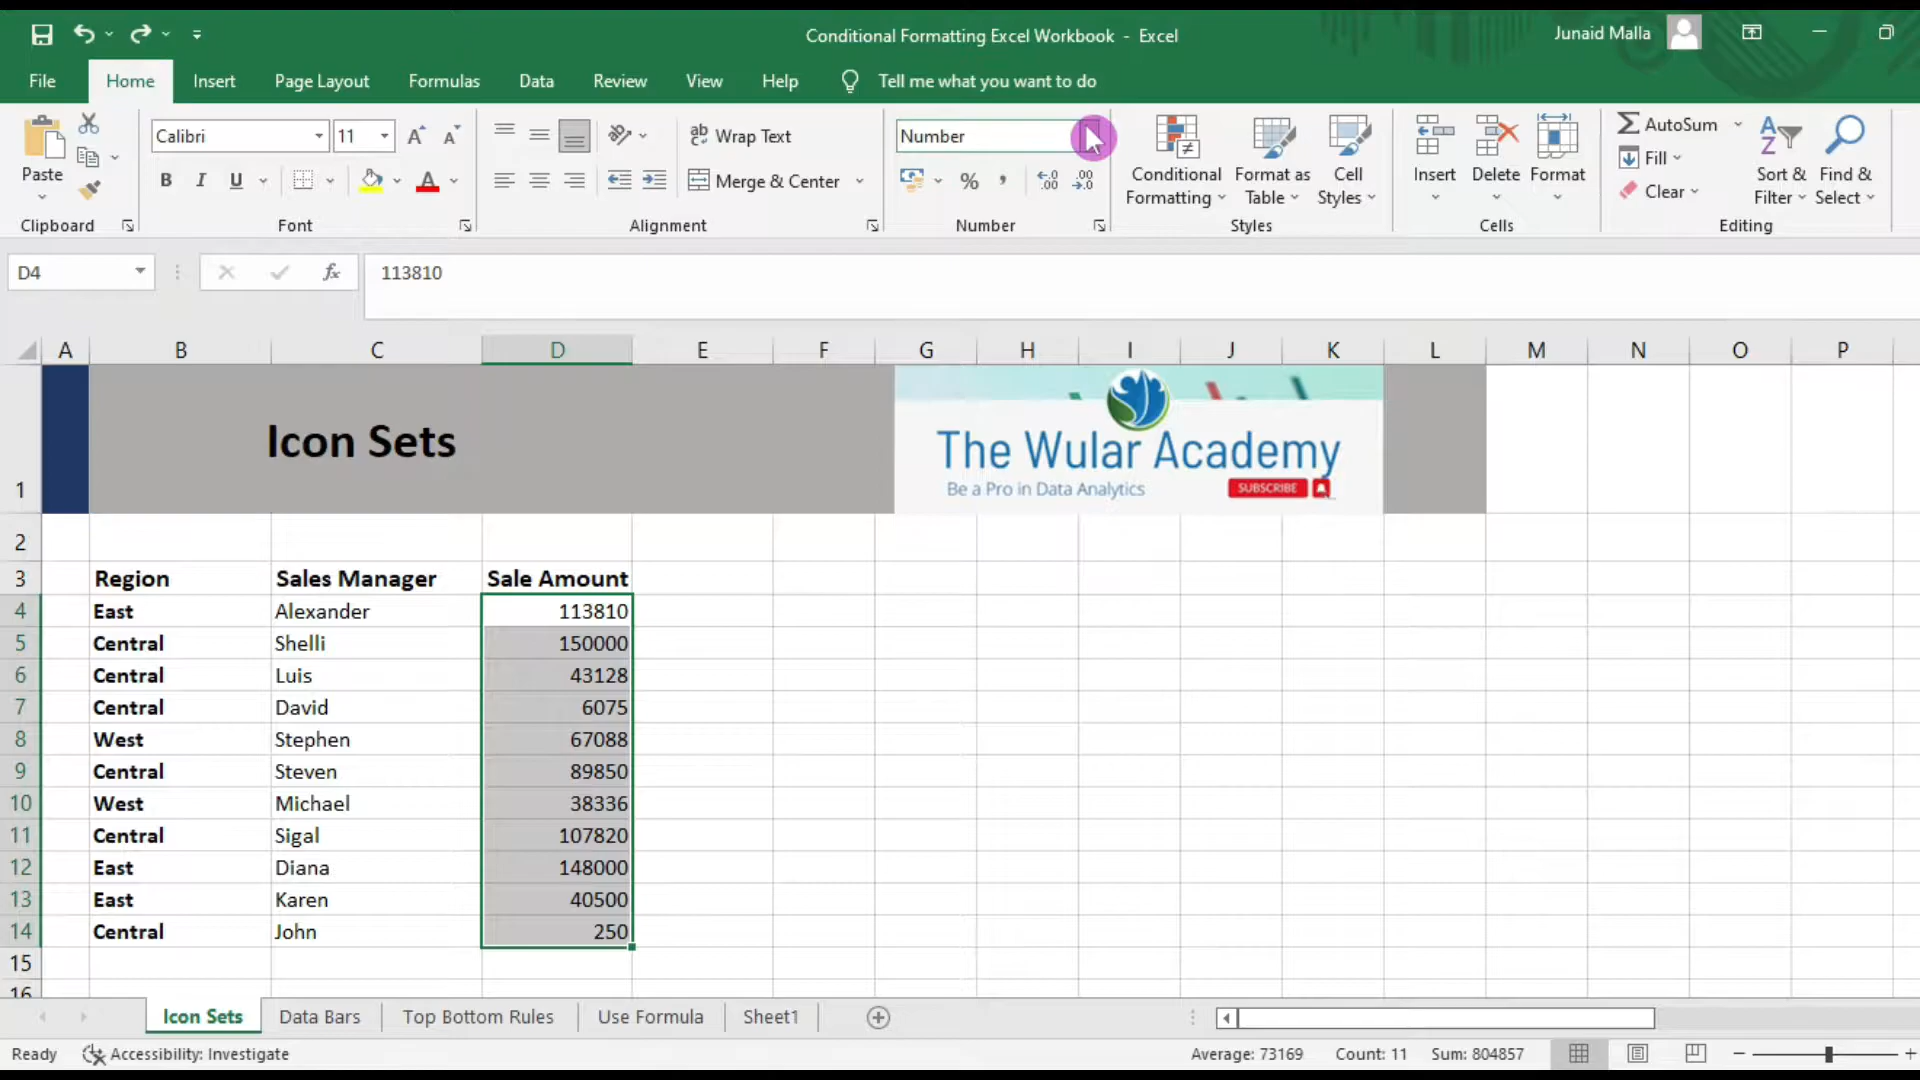 Conditional Formatting Excel Workbook - Excel
Junaid Malla
File Home Insert Page Layout Formulas Data Review View Help Tell me what you want to do
Paste
Clipboard
Calibri 11
B I U A
Font
ab Wrap Text
Merge & Center
Alignment
Number
% , .00 .0
Number
Conditional Formatting
Format as Table
Cell Styles
Styles
Insert Delete Format
Cells
AutoSum
Fill
Clear
Sort & Filter
Find & Select
Editing
D4 fx 113810
A B C D E F G H I J K L M N O P
1 Icon Sets
The Wular Academy
Be a Pro in Data Analytics
SUBSCRIBE
2
3 Region Sales Manager Sale Amount
4 East Alexander 113810
5 Central Shelli 150000
6 Central Luis 43128
7 Central David 6075
8 West Stephen 67088
9 Central Steven 89850
10 West Michael 38336
11 Central Sigal 107820
12 East Diana 148000
13 East Karen 40500
14 Central John 250
15
16
Icon Sets Data Bars Top Bottom Rules Use Formula Sheet1
Ready Accessibility: Investigate Average: 73169 Count: 11 Sum: 804857